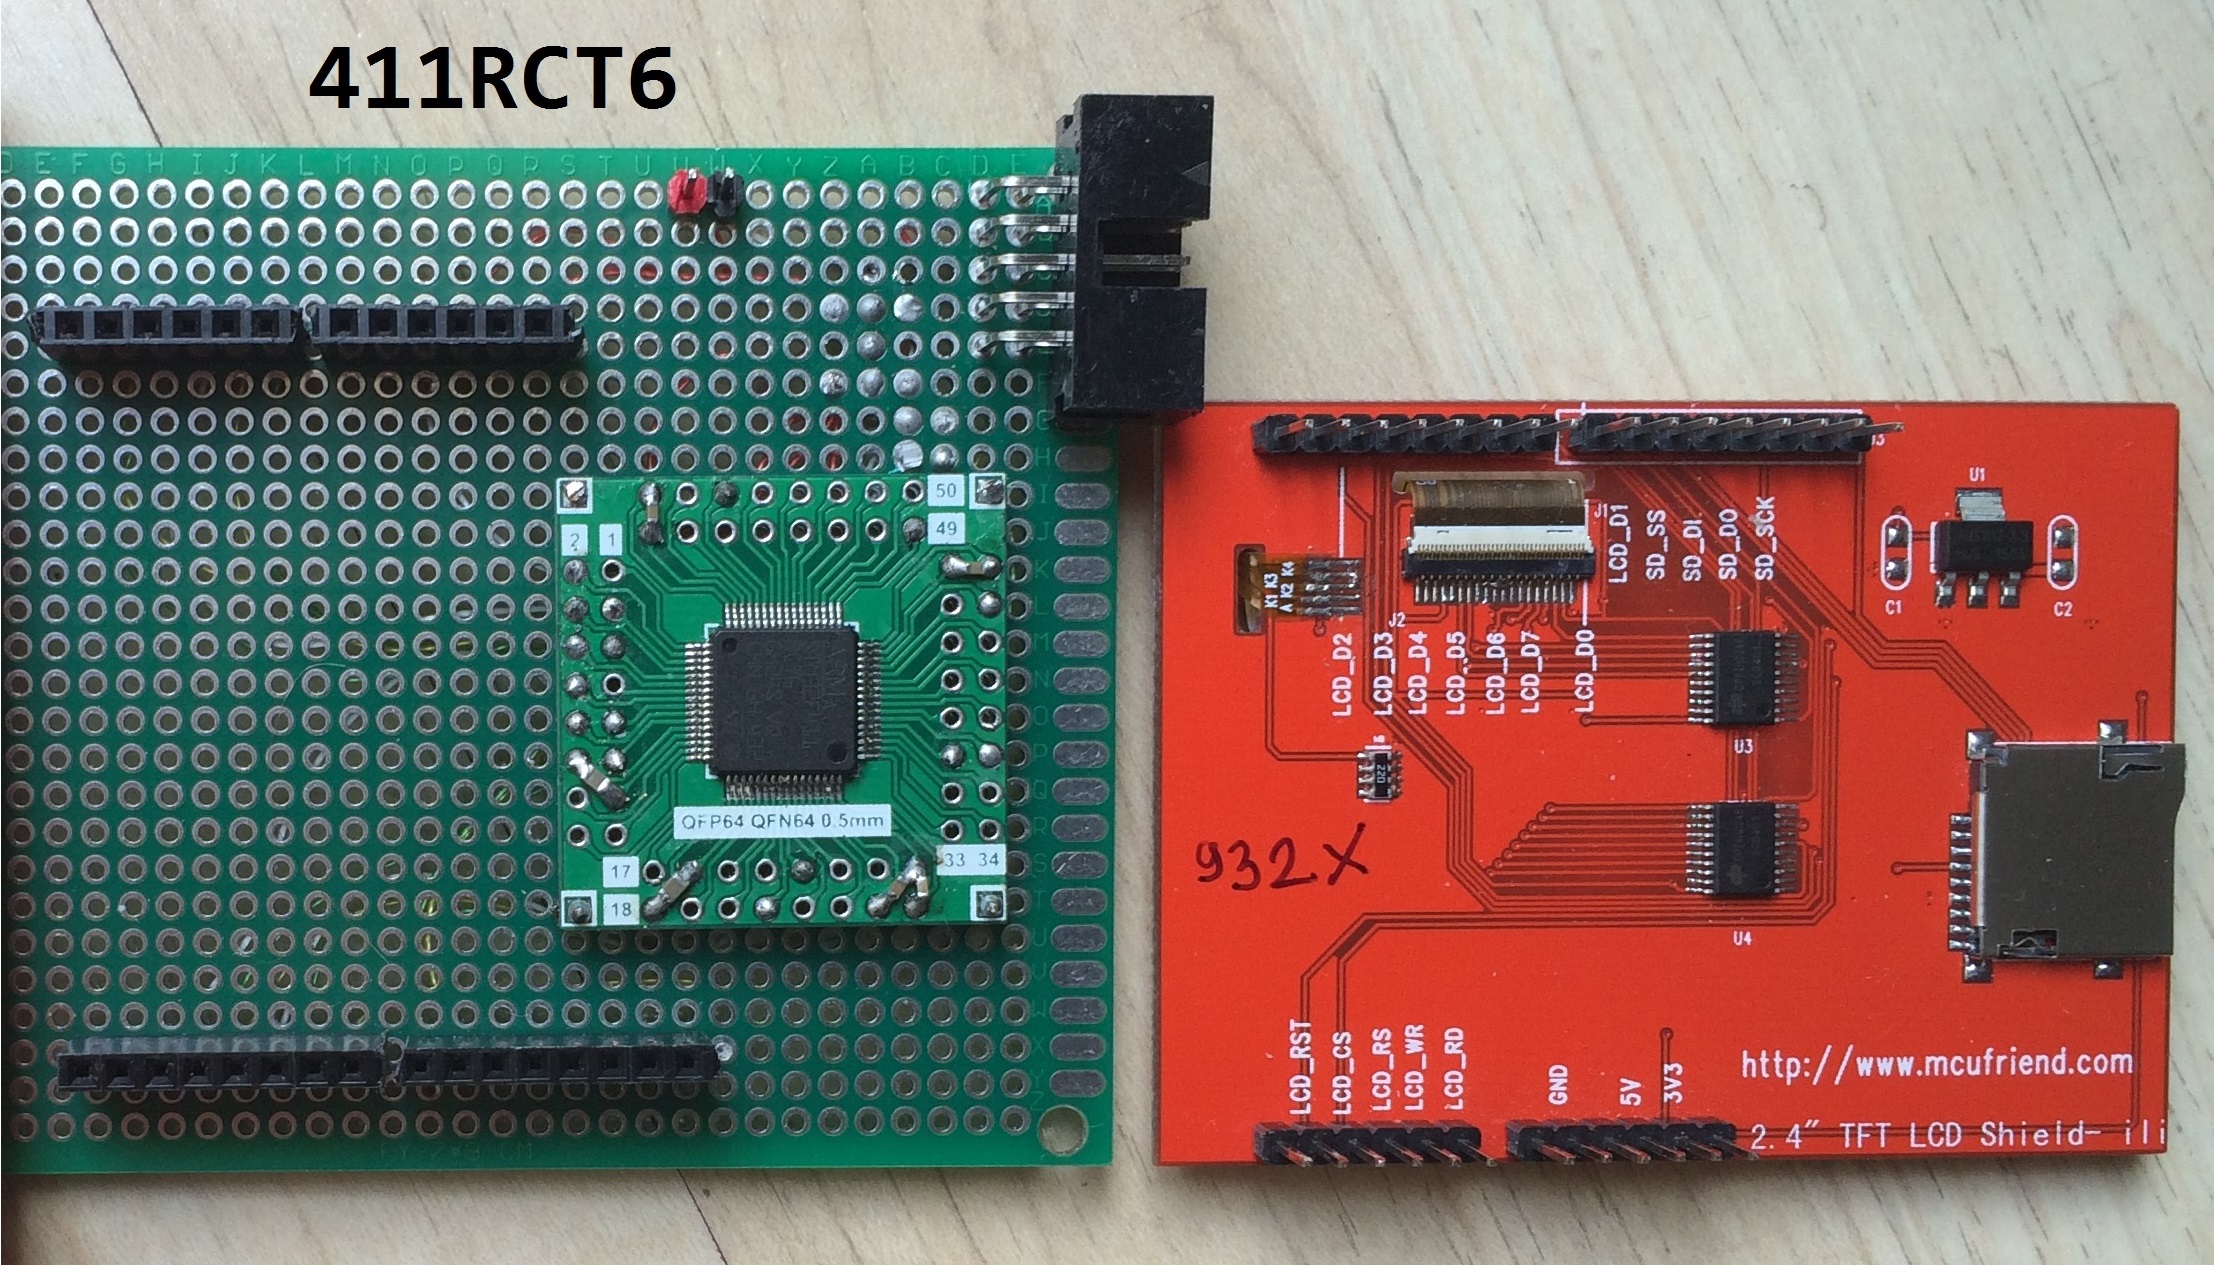 411RCT6
D E F G H I J K L M N O P Q R S T U V W X Y Z A B C D E
2 1
50
49
QFP64 QFN64 0.5mm
17
18
33 34
H
I
J
K
L
M
N
O
P
Q
R
S
T
U
V
W
X
Y
Z
J3
U1
C1
C2
J1
LCD_D1
SD_SS
SD_DI
SD_DO
SD_SCK
K1 K3
A K2 K4
J2
LCD_D2
LCD_D3
LCD_D4
LCD_D5
LCD_D6
LCD_D7
LCD_D0
220
U3
U4
932X
LCD_RST
LCD_CS
LCD_RS
LCD_WR
LCD_RD
GND
5V
3V3
http://www.mcufriend.com
2.4" TFT LCD Shield- ili